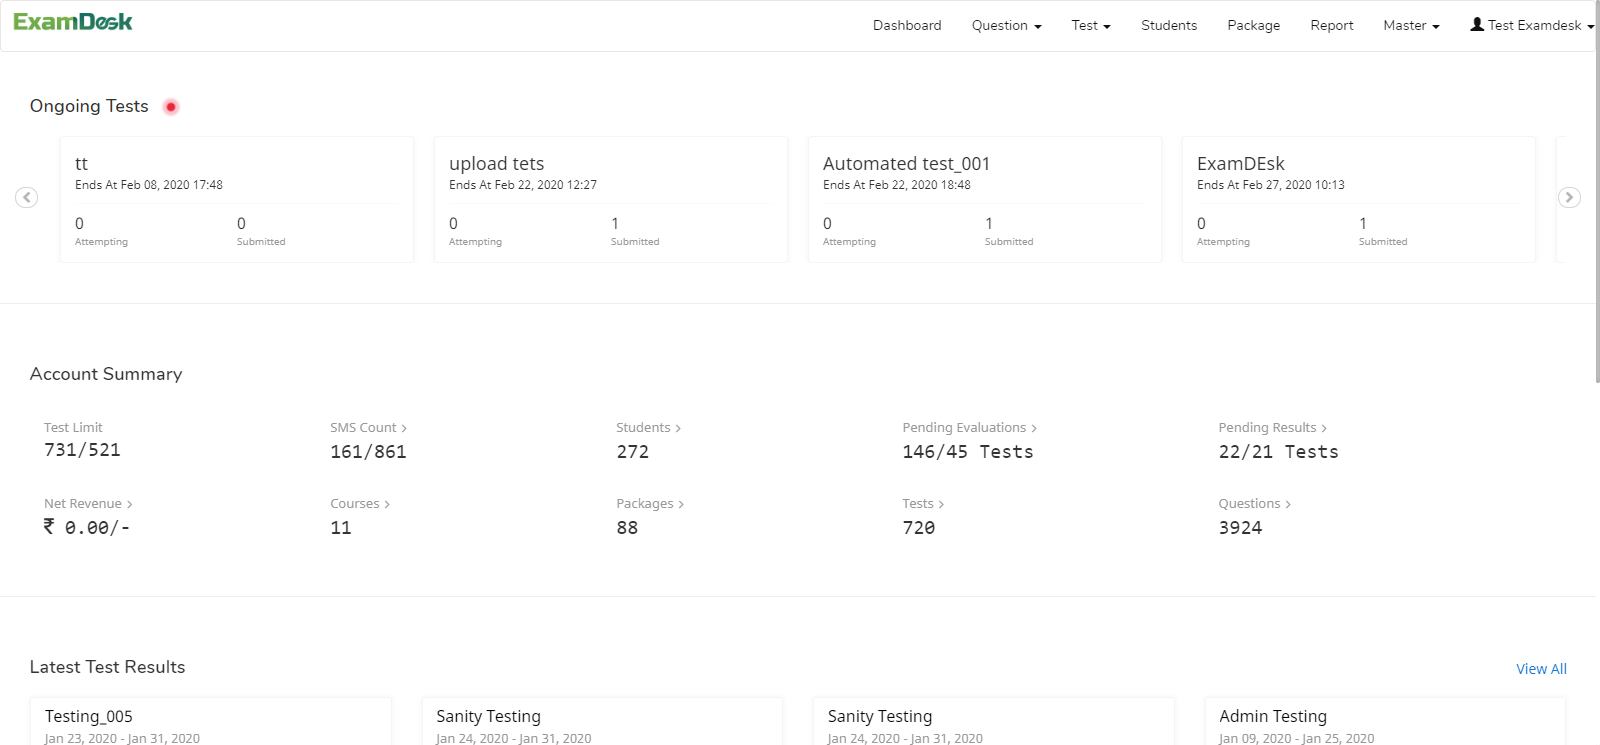 ExamDesk
Dashboard Question Test Students Package Report Master Test Examdesk
Ongoing Tests
tt
Ends At Feb 08, 2020 17:48
0 0
Attempting Submitted
upload tets
Ends At Feb 22, 2020 12:27
0 1
Attempting Submitted
Automated test_001
Ends At Feb 22, 2020 18:48
0 1
Attempting Submitted
ExamDEsk
Ends At Feb 27, 2020 10:13
0 1
Attempting Submitted
Account Summary
Test Limit
731/521
SMS Count
161/861
Students
272
Pending Evaluations
146/45 Tests
Pending Results
22/21 Tests
Net Revenue
₹ 0.00/-
Courses
11
Packages
88
Tests
720
Questions
3924
Latest Test Results
View All
Testing_005
Jan 23, 2020 - Jan 31, 2020
Sanity Testing
Jan 24, 2020 - Jan 31, 2020
Sanity Testing
Jan 24, 2020 - Jan 31, 2020
Admin Testing
Jan 09, 2020 - Jan 25, 2020